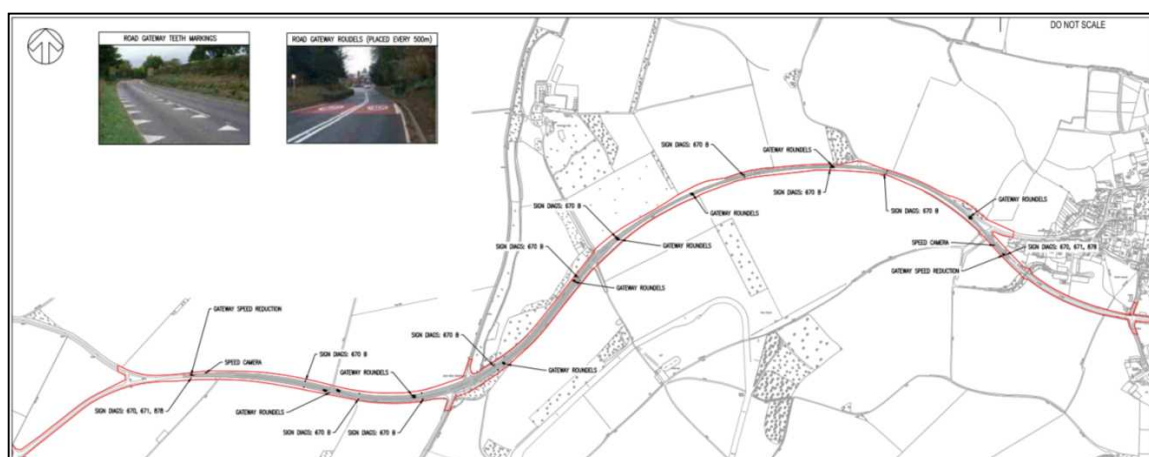 DO NOT SCALE
ROAD GATEWAY TEETH MARKINGS
ROAD GATEWAY ROUDELS (PLACED EVERY 500m)
SIGN DIAGS: 670 B
GATEWAY ROUNDELS
SIGN DIAGS: 670 B
SIGN DIAGS: 670 B
GATEWAY ROUNDELS
SIGN DIAGS: 670 B
GATEWAY ROUNDELS
GATEWAY ROUNDELS
SPEED CAMERA
SIGN DIAGS: 670, 671, 878
GATEWAY SPEED REDUCTION
SIGN DIAGS: 670 B
GATEWAY ROUNDELS
GATEWAY SPEED REDUCTION
SPEED CAMERA
SIGN DIAGS: 670 B
SIGN DIAGS: 670 B
GATEWAY ROUNDELS
GATEWAY ROUNDELS
SIGN DIAGS: 670, 671, 878
GATEWAY ROUNDELS
SIGN DIAGS: 670 B
SIGN DIAGS: 670 B